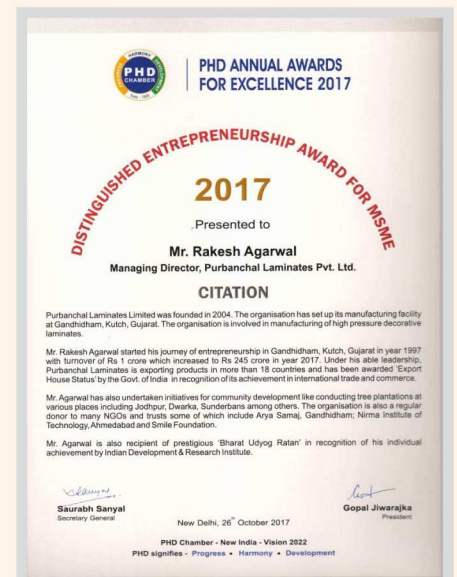 HARMONY
DEVELOPMENT
PHD
CHAMBER
PHD ANNUAL AWARDS
FOR EXCELLENCE 2017
DISTINGUISHED ENTREPRENEURSHIP AWARD FOR MSME
2017
.Presented to
Mr. Rakesh Agarwal
Managing Director, Purbanchal Laminates Pvt. Ltd.
CITATION
Purbanchal Laminates Limited was founded in 2004. The organisation has set up its manufacturing facility
at Gandhidham, Kutch, Gujarat. The organisation is involved in manufacturing of high pressure decorative
laminates.
Mr. Rakesh Agarwal started his journey of entrepreneurship in Gandhidham, Kutch, Gujarat in year 1997
with turnover of Rs 1 crore which increased to Rs 245 crore in year 2017. Under his able leadership,
Purbanchal Laminates is exporting products in more than 18 countries and has been awarded 'Export
House Status' by the Govt. of India in recognition of its achievement in international trade and commerce.
Mr. Agarwal has also undertaken initiatives for community development like conducting tree plantations at
various places including Jodhpur, Dwarka, Sunderbans among others. The organisation is also a regular
donor to many NGOs and trusts some of which include Arya Samaj, Gandhidham; Nirma Institute of
Technology, Ahmedabad and Smile Foundation.
Mr. Agarwal is also recipient of prestigious 'Bharat Udyog Ratan' in recognition of his individual
achievement by Indian Development & Research Institute.
Saurabh Sanyal
Secretary General
Gopal Jiwarajka
President
New Delhi, 26th October 2017
PHD Chamber - New India - Vision 2022
PHD signifies - Progress • Harmony • Development